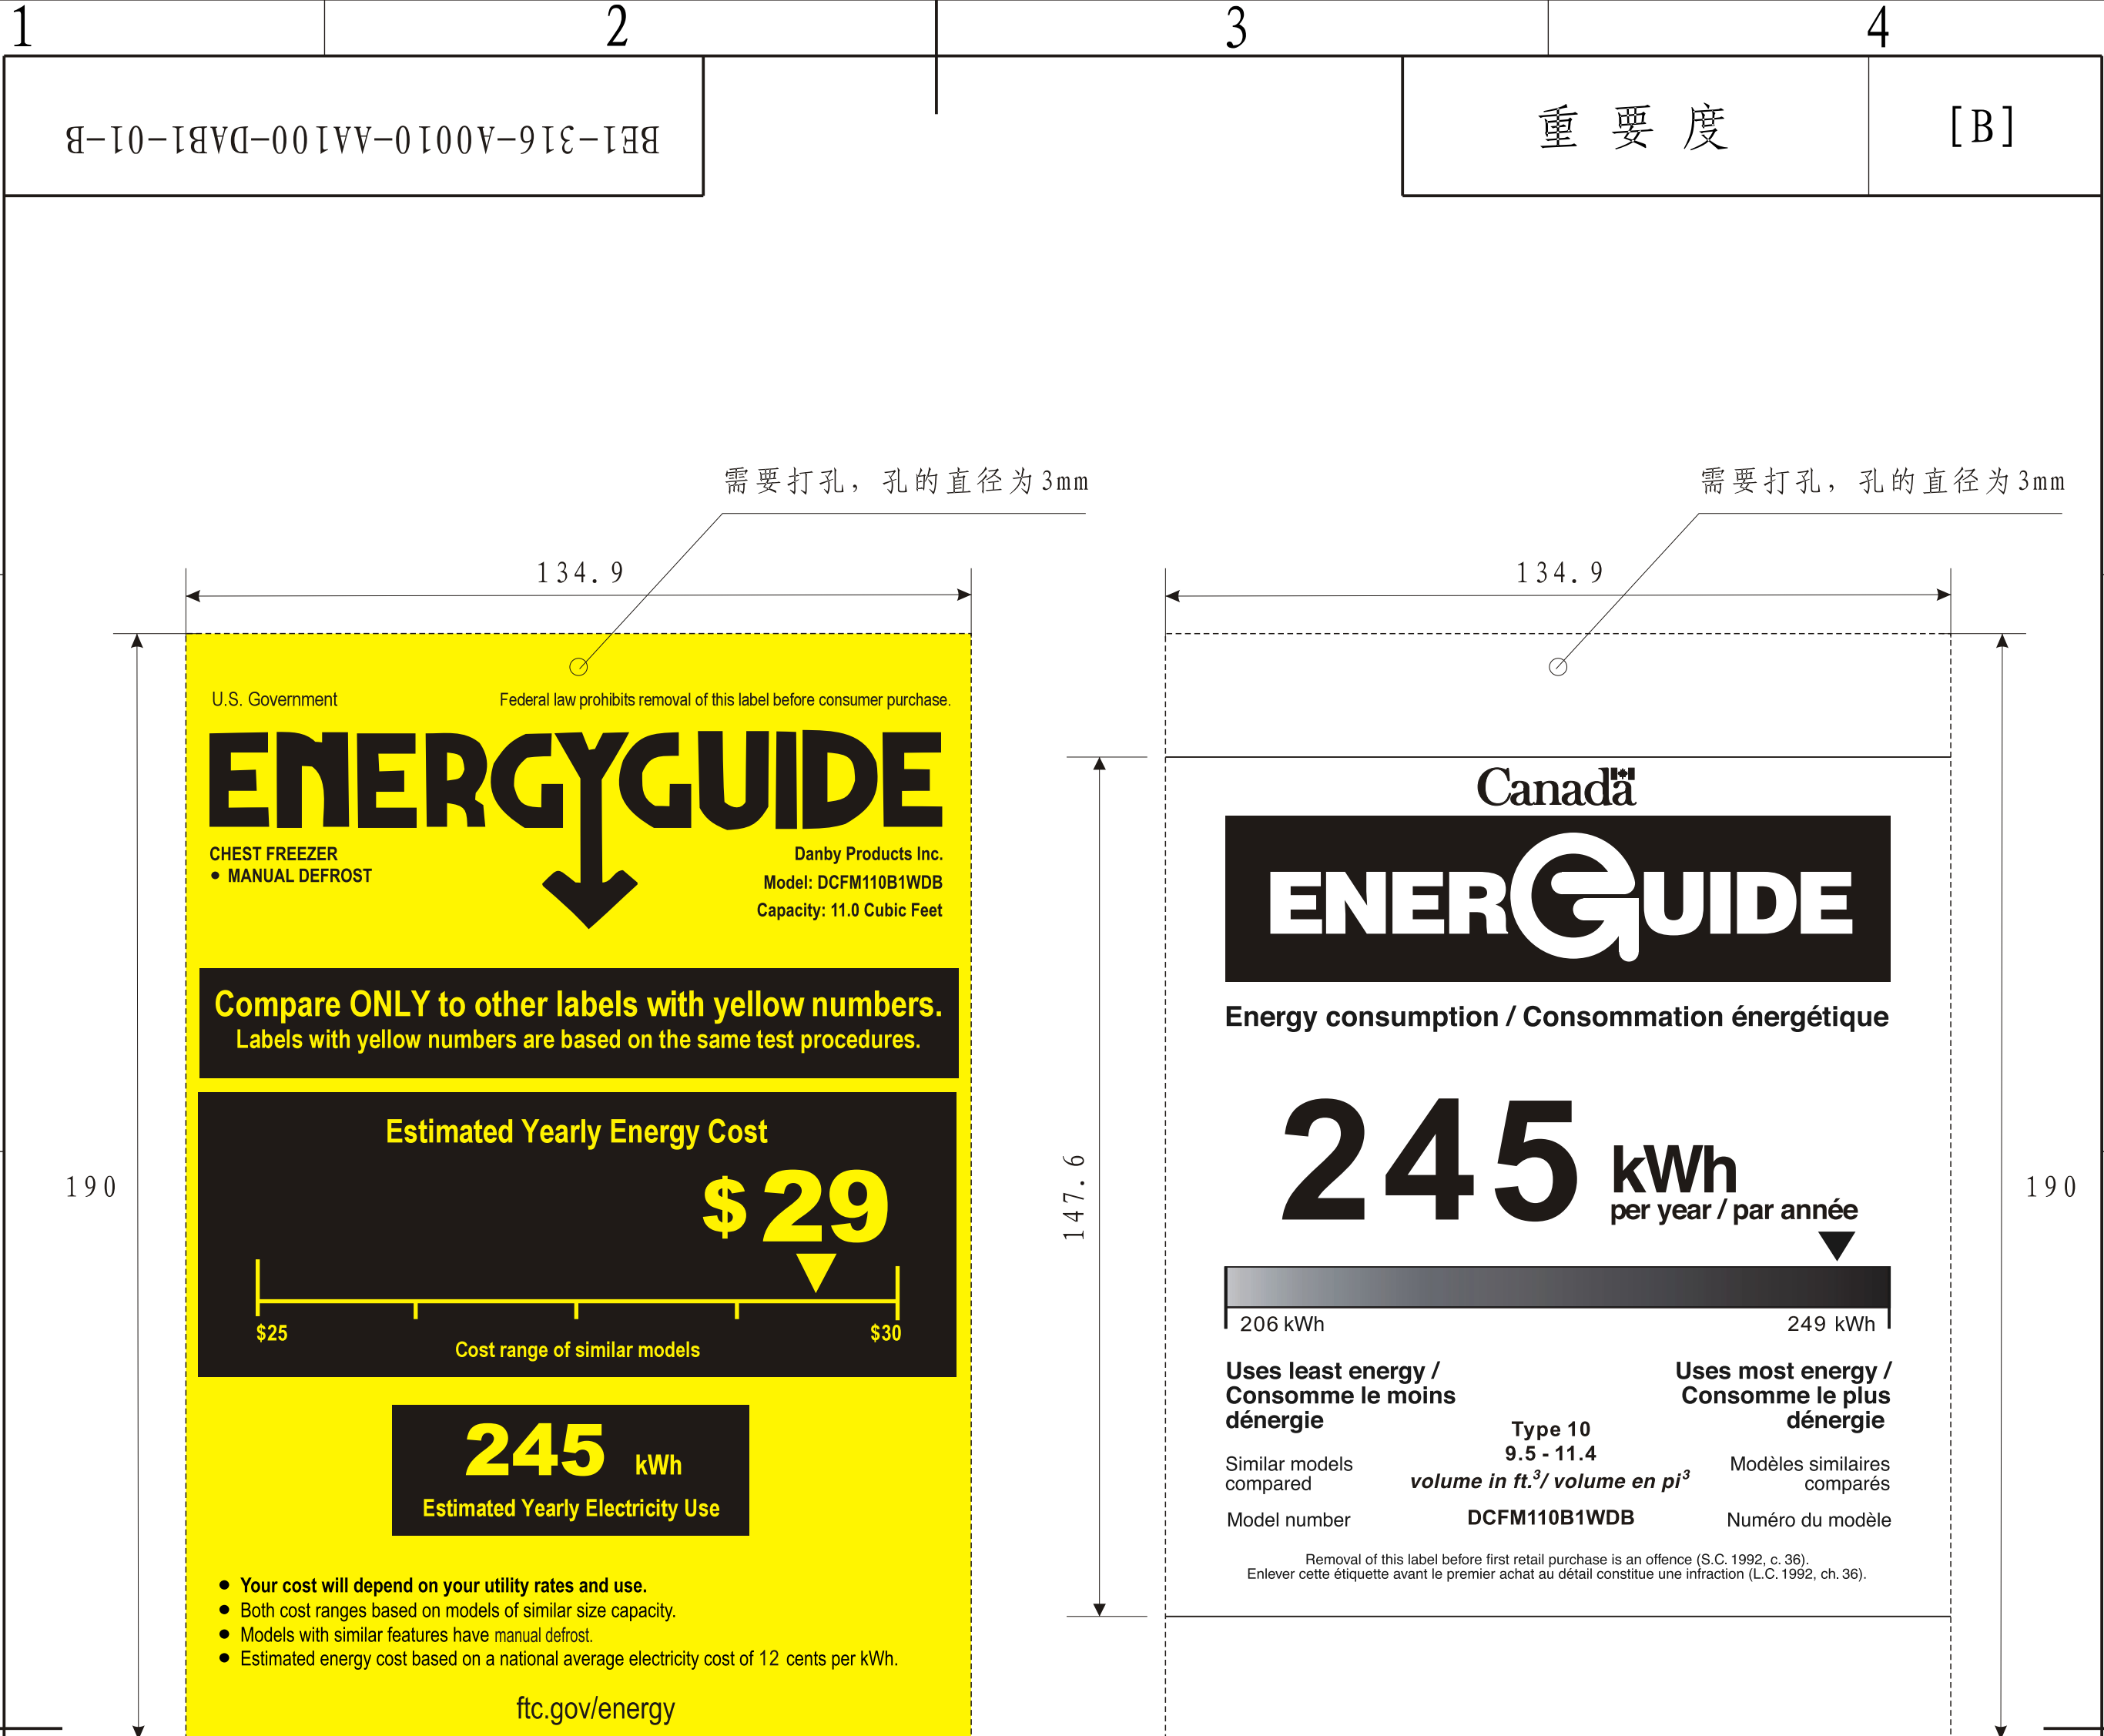 1 2 3 4
BE1-316-A0010-AA100-DAB1-01-B
重要度 [B]
需要打孔，孔的直径为3mm
需要打孔，孔的直径为3mm
134.9
134.9
190
U.S. Government
Federal law prohibits removal of this label before consumer purchase.
ENERGYGUIDE
CHEST FREEZER
• MANUAL DEFROST
Danby Products Inc.
Model: DCFM110B1WDB
Capacity: 11.0 Cubic Feet
Compare ONLY to other labels with yellow numbers.
Labels with yellow numbers are based on the same test procedures.
Estimated Yearly Energy Cost
$29
$25
$30
Cost range of similar models
245 kWh
Estimated Yearly Electricity Use
• Your cost will depend on your utility rates and use.
• Both cost ranges based on models of similar size capacity.
• Models with similar features have manual defrost.
• Estimated energy cost based on a national average electricity cost of 12 cents per kWh.
ftc.gov/energy
147.6
190
Canada
ENERGUIDE
Energy consumption / Consommation énergétique
245 kWh
per year / par année
206 kWh
249 kWh
Uses least energy /
Consomme le moins
dénergie
Uses most energy /
Consomme le plus
dénergie
Type 10
9.5 - 11.4
volume in ft.³/ volume en pi³
Similar models
compared
Modèles similaires
comparés
Model number
DCFM110B1WDB
Numéro du modèle
Removal of this label before first retail purchase is an offence (S.C. 1992, c. 36).
Enlever cette étiquette avant le premier achat au détail constitue une infraction (L.C. 1992, ch. 36).